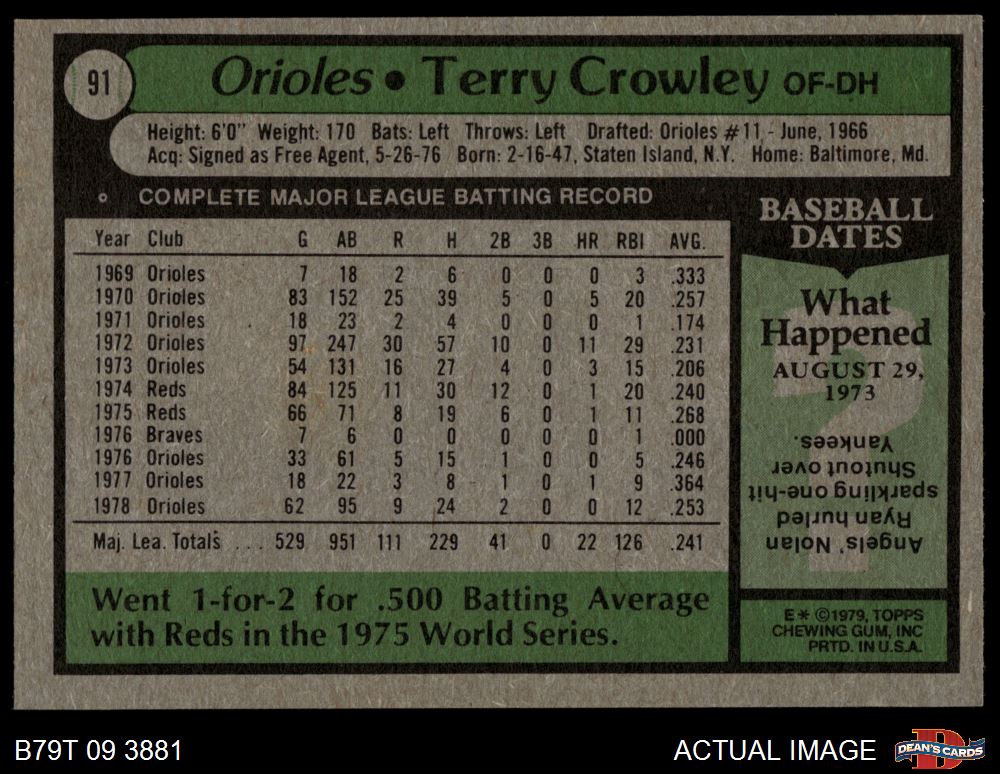 91
Orioles • Terry Crowley OF-DH
Height: 6'0" Weight: 170 Bats: Left Throws: Left Drafted: Orioles #11 - June, 1966
Acq: Signed as Free Agent, 5-26-76 Born: 2-16-47, Staten Island, N.Y. Home: Baltimore, Md.
COMPLETE MAJOR LEAGUE BATTING RECORD
Year Club G AB R H 2B 3B HR RBI AVG.
1969 Orioles 7 18 2 6 0 0 0 3 .333
1970 Orioles 83 152 25 39 5 0 5 20 .257
1971 Orioles 18 23 2 4 0 0 0 1 .174
1972 Orioles 97 247 30 57 10 0 11 29 .231
1973 Orioles 54 131 16 27 4 0 3 15 .206
1974 Reds 84 125 11 30 12 0 1 20 .240
1975 Reds 66 71 8 19 6 0 1 11 .268
1976 Braves 7 6 0 0 0 0 0 1 .000
1976 Orioles 33 61 5 15 1 0 0 5 .246
1977 Orioles 18 22 3 8 1 0 1 9 .364
1978 Orioles 62 95 9 24 2 0 0 12 .253
Maj. Lea. Totals ... 529 951 111 229 41 0 22 126 .241
Went 1-for-2 for .500 Batting Average
with Reds in the 1975 World Series.
BASEBALL
DATES
What
Happened
AUGUST 29,
1973
?
Angels' Nolan
Ryan hurled
sparkling one-hit
Shutout over
Yankees.
E* ©1979, TOPPS
CHEWING GUM, INC
PRTD. IN U.S.A.
B79T 09 3881
ACTUAL IMAGE
D
DEAN'S CARDS